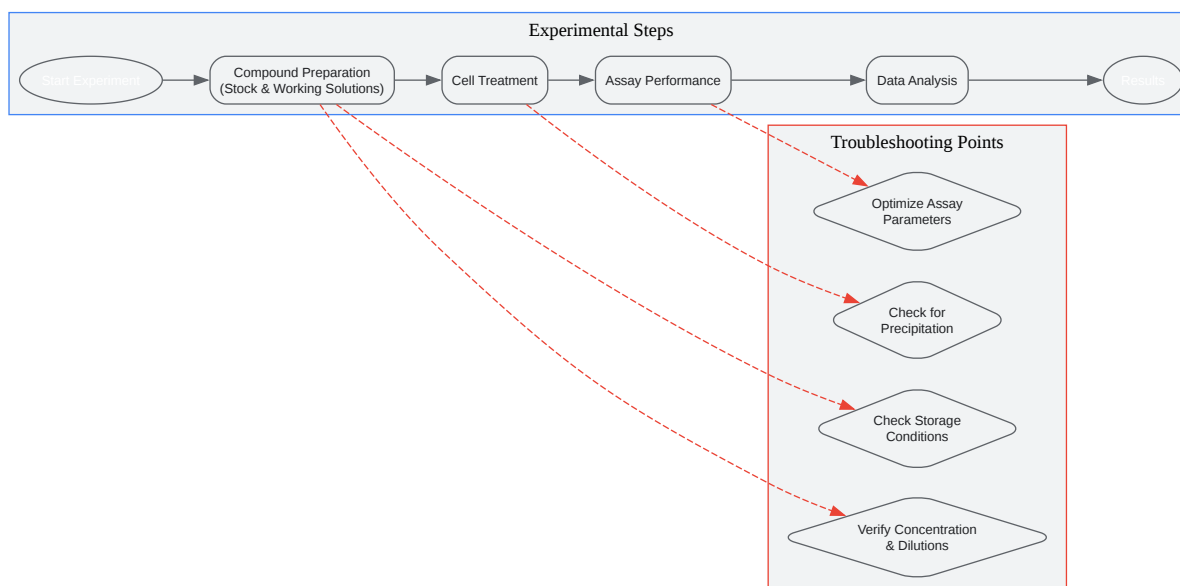 Experimental Steps
Start Experiment
Compound Preparation
(Stock & Working Solutions)
Cell Treatment
Assay Performance
Data Analysis
Results
Troubleshooting Points
Optimize Assay
Parameters
Check for
Precipitation
Check Storage
Conditions
Verify Concentration
& Dilutions